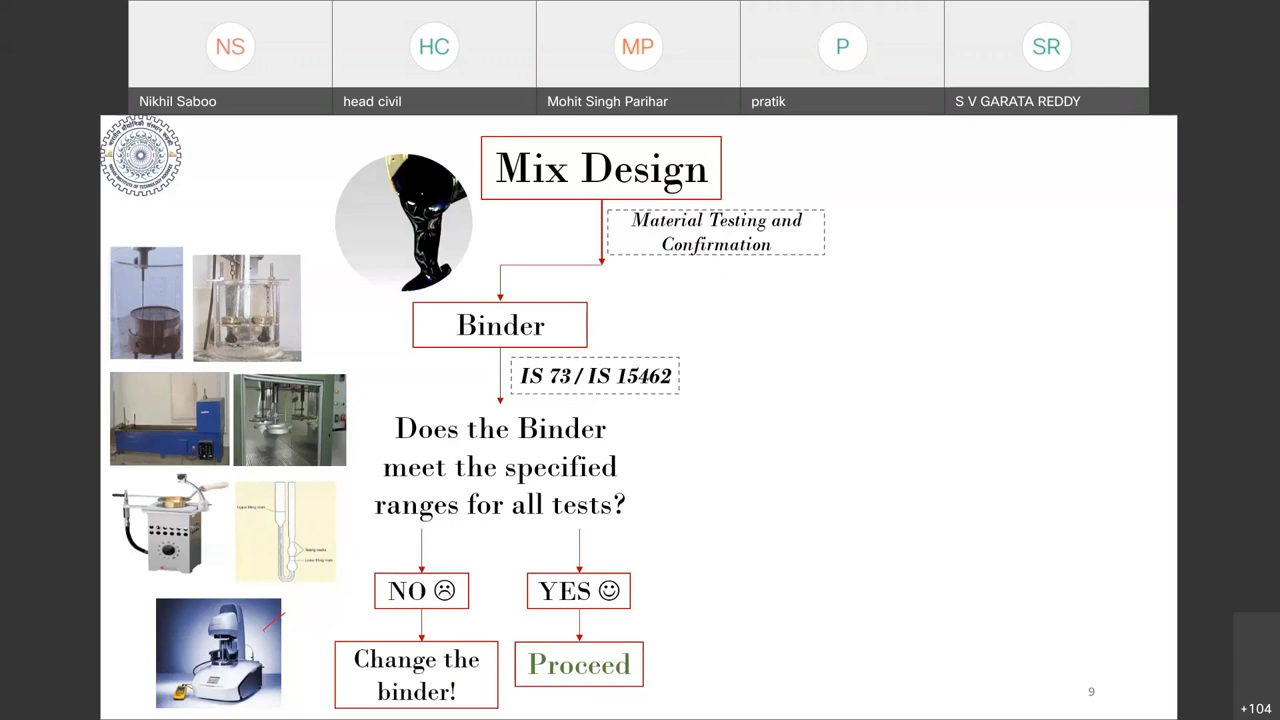 NS
HC
MP
P
SR
Nikhil Saboo
head civil
Mohit Singh Parihar
pratik
S V GARATA REDDY
Mix Design
Material Testing and
Confirmation
Binder
IS 73 / IS 15462
Does the Binder
meet the specified
ranges for all tests?
NO ☹
YES ☺
Change the
binder!
Proceed
9
+104